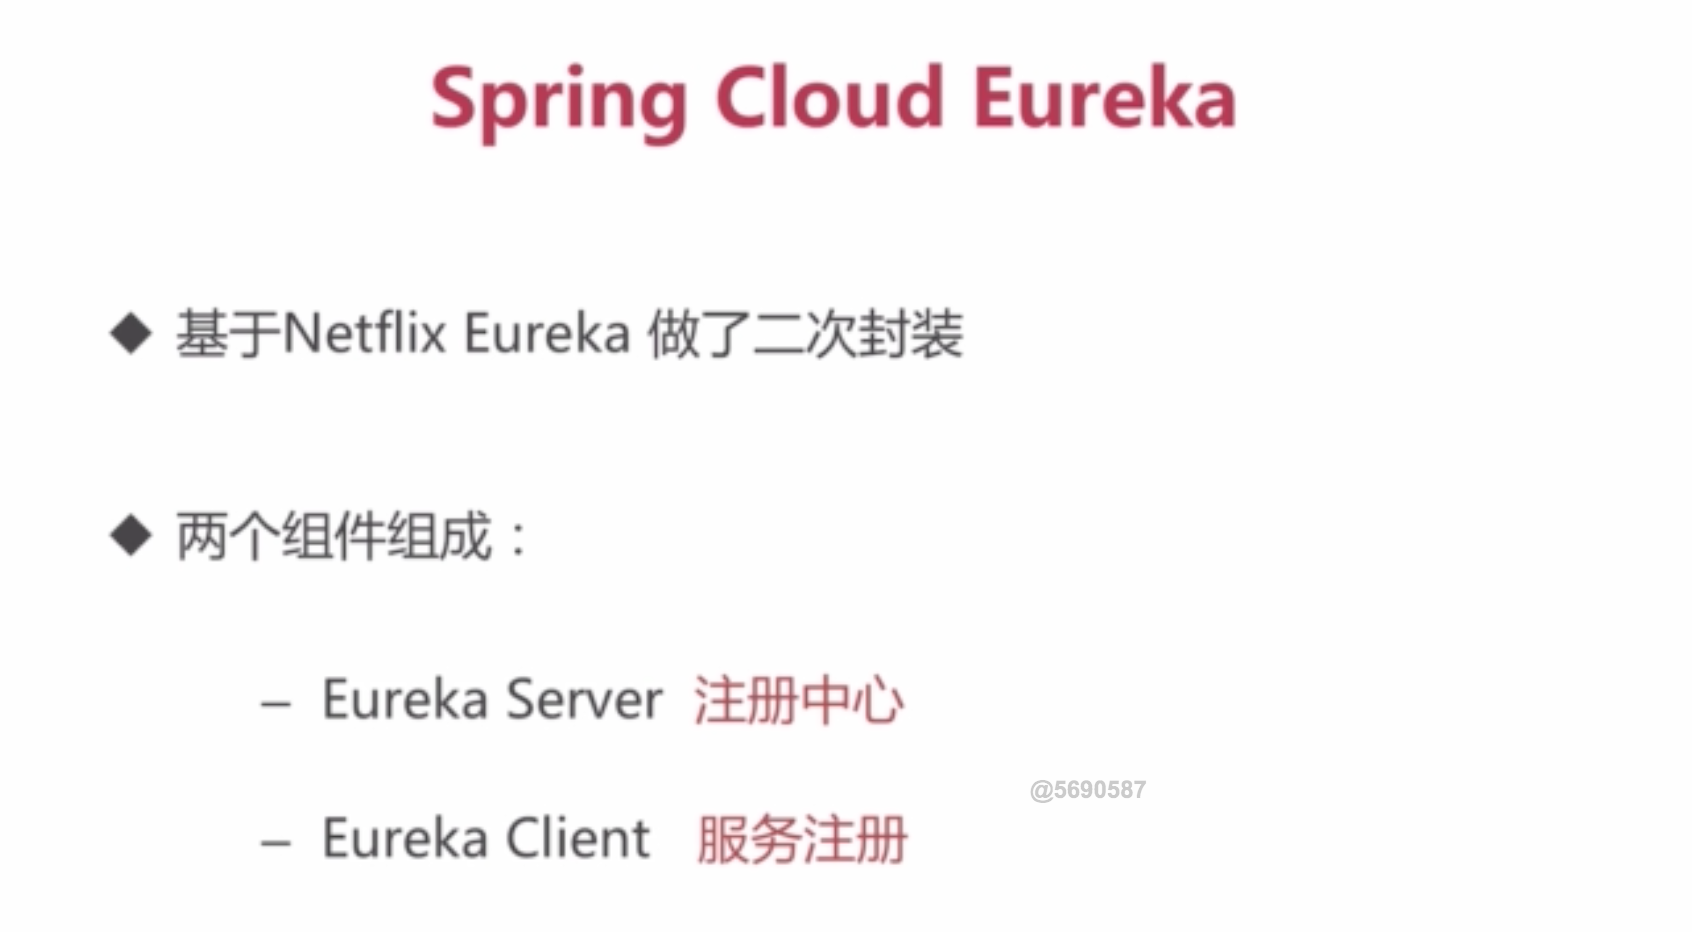 Spring Cloud Eureka
◆ 基于Netflix Eureka 做了二次封装
◆ 两个组件组成：
– Eureka Server 注册中心
@5690587
– Eureka Client 服务注册